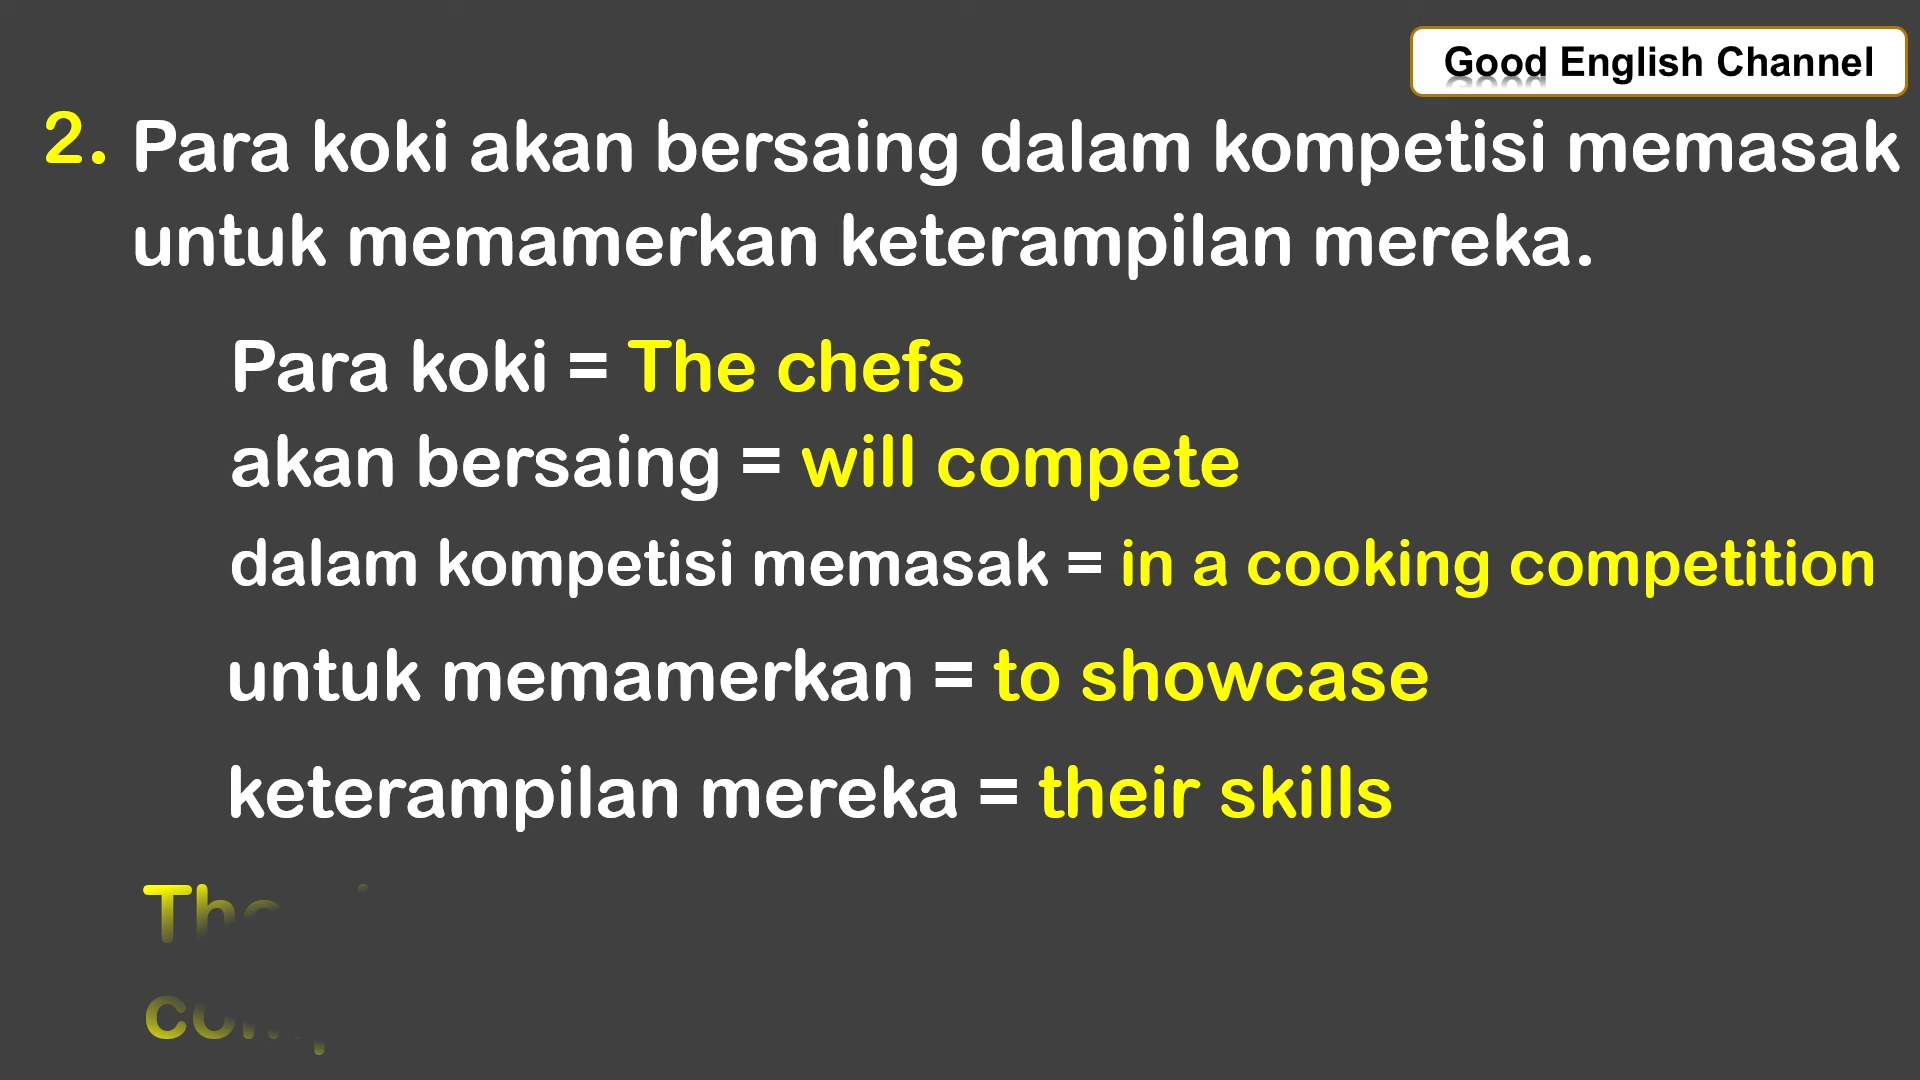 Good English Channel
2. Para koki akan bersaing dalam kompetisi memasak
untuk memamerkan keterampilan mereka.
Para koki = The chefs
akan bersaing = will compete
dalam kompetisi memasak = in a cooking competition
untuk memamerkan = to showcase
keterampilan mereka = their skills
The